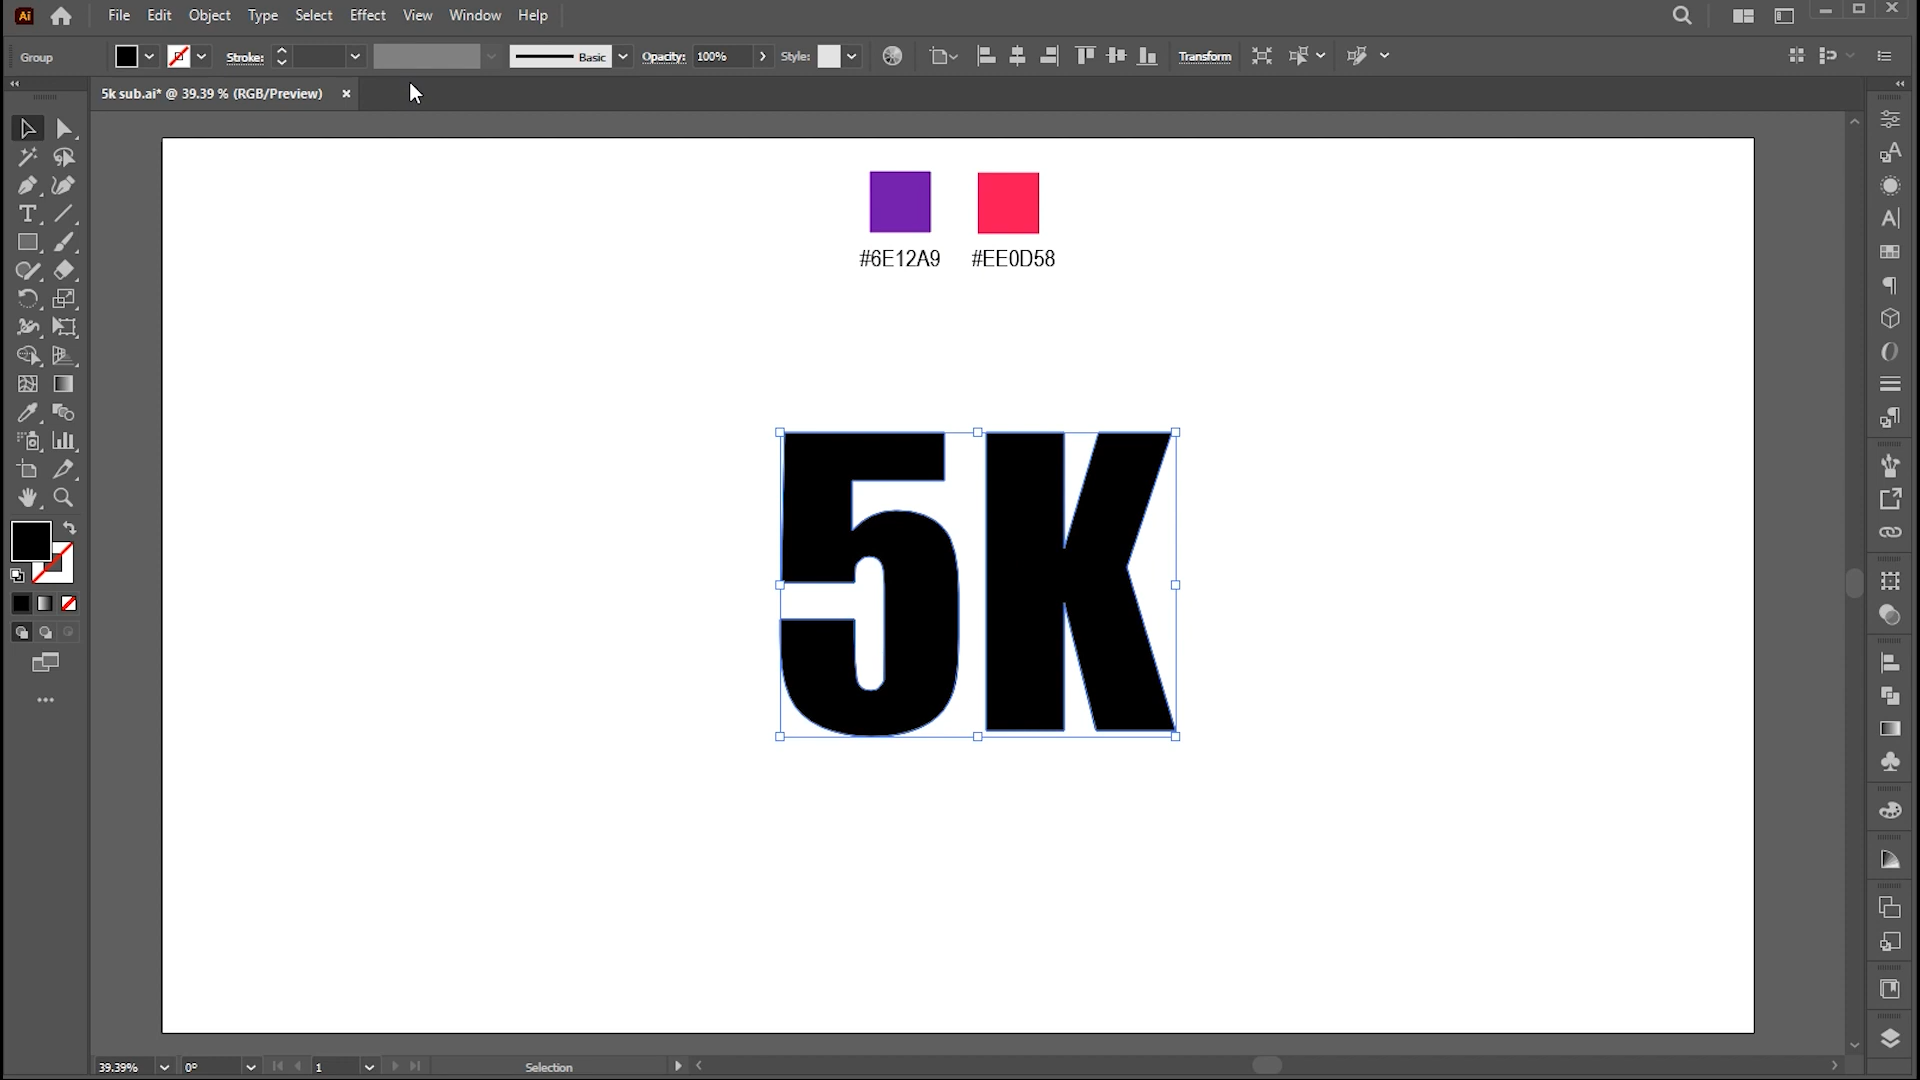 Ai File Edit Object Type Select Effect View Window Help
Group Stroke: Basic Opacity: 100% Style: Transform
5k sub.ai* @ 39.39 % (RGB/Preview)
#6E12A9 #EE0D58
5K
39.39% 0° 1 Selection